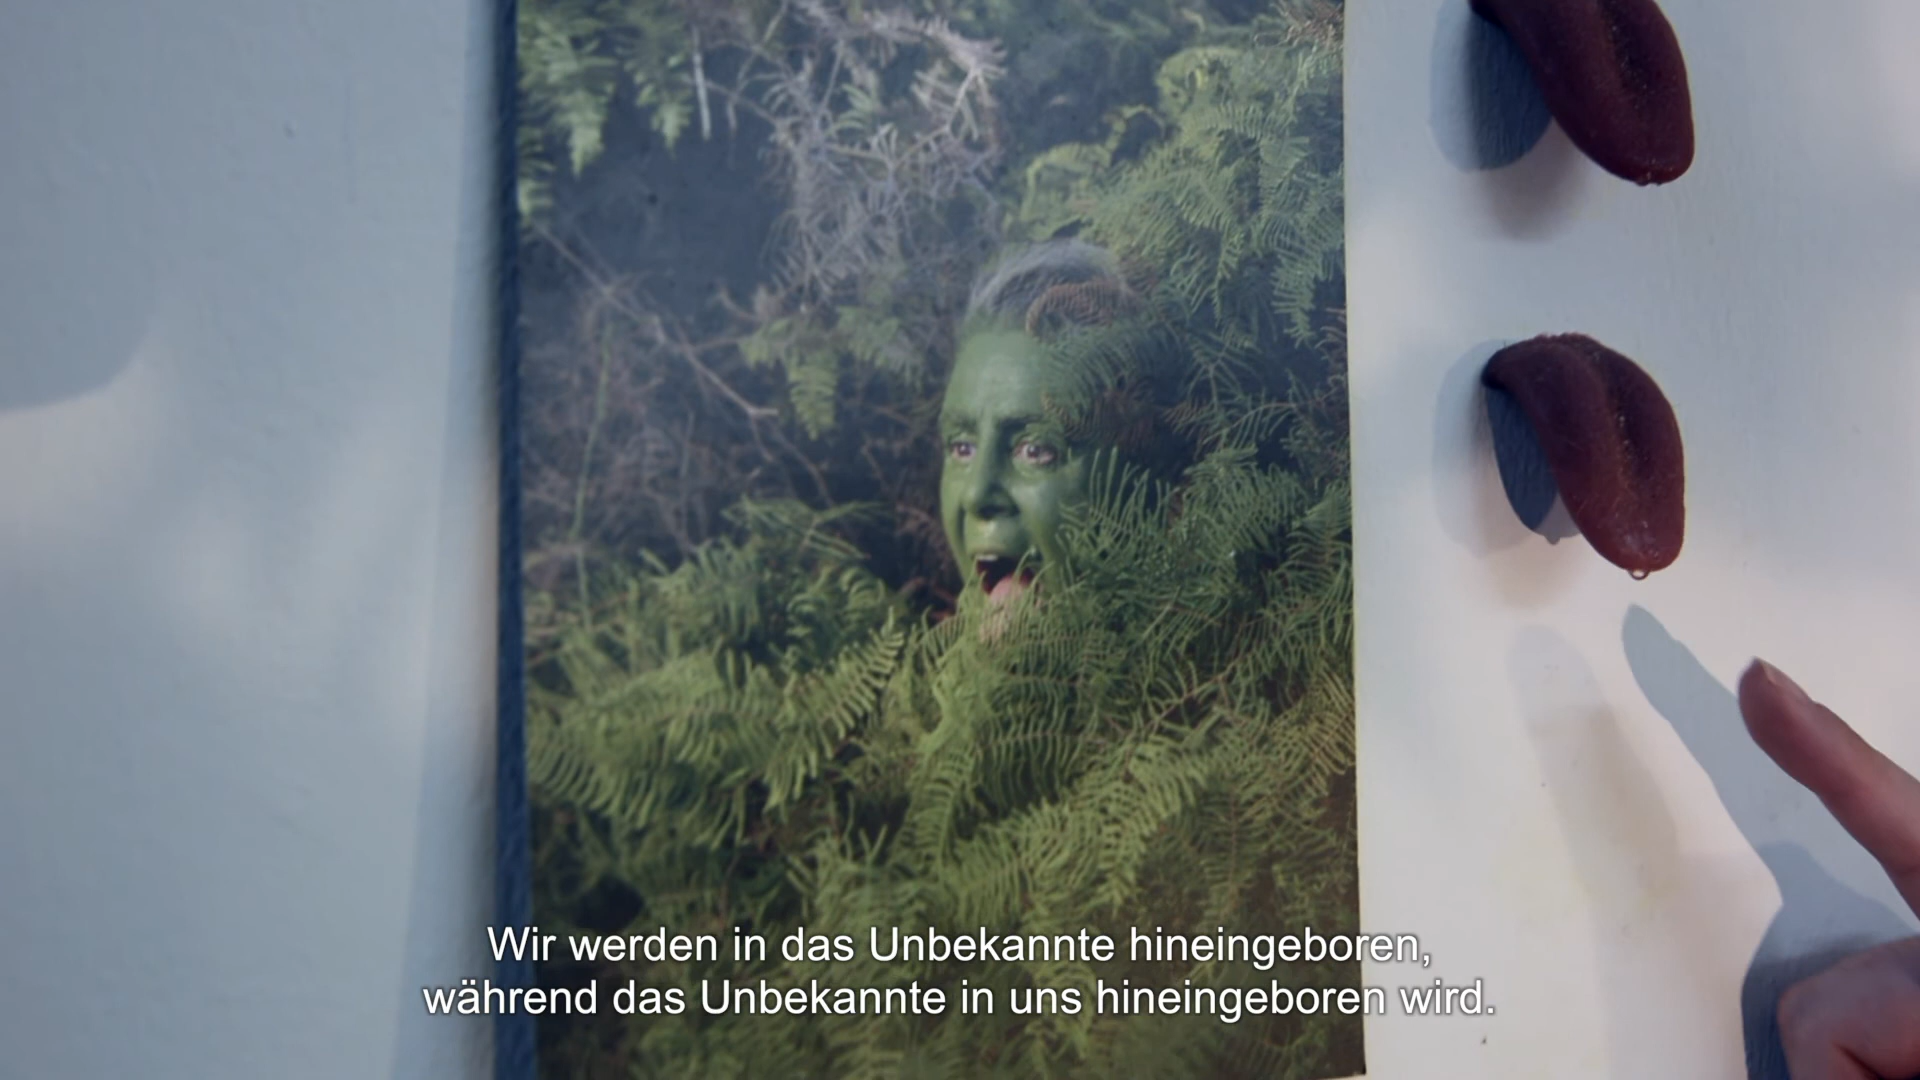 Wir werden in das Unbekannte hineingeboren,
während das Unbekannte in uns hineingeboren wird.